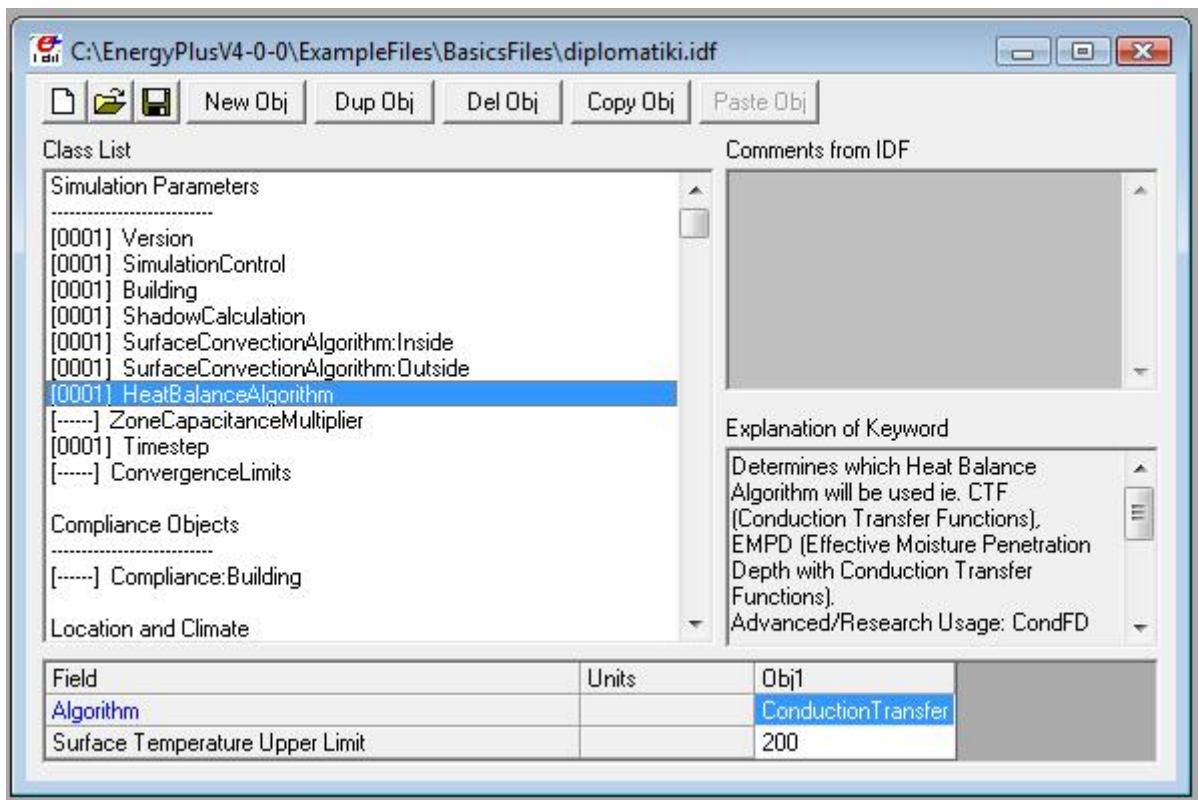 C:\EnergyPlusV4-0-0\ExampleFiles\BasicsFiles\diplomatiki.idf
New Obj Dup Obj Del Obj Copy Obj Paste Obj
Class List
Simulation Parameters
---------------------------
[0001] Version
[0001] SimulationControl
[0001] Building
[0001] ShadowCalculation
[0001] SurfaceConvectionAlgorithm:Inside
[0001] SurfaceConvectionAlgorithm:Outside
[0001] HeatBalanceAlgorithm
[------] ZoneCapacitanceMultiplier
[0001] Timestep
[------] ConvergenceLimits
Compliance Objects
---------------------------
[------] Compliance:Building
Location and Climate
Comments from IDF
Explanation of Keyword
Determines which Heat Balance
Algorithm will be used ie. CTF
(Conduction Transfer Functions),
EMPD (Effective Moisture Penetration
Depth with Conduction Transfer
Functions).
Advanced/Research Usage: CondFD
Field Units Obj1
Algorithm ConductionTransfer
Surface Temperature Upper Limit 200